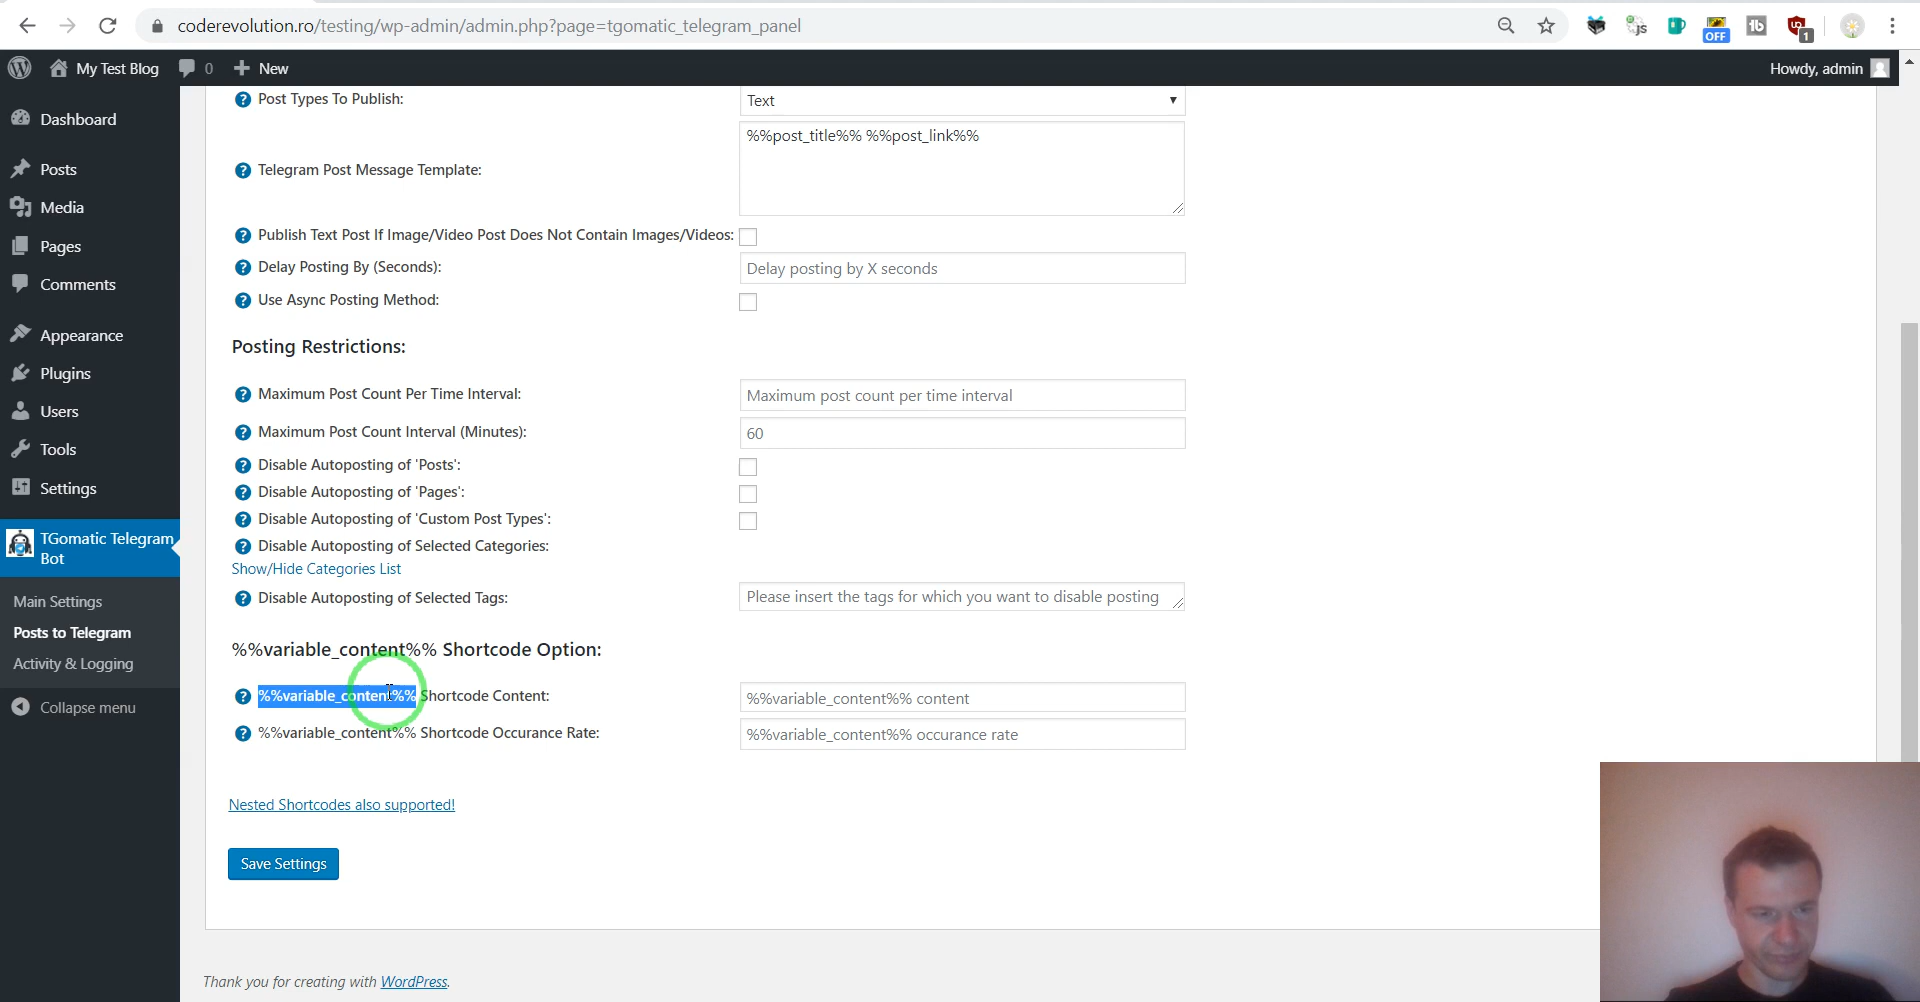 coderevolution.ro/testing/wp-admin/admin.php?page=tgomatic_telegram_panel
JS
OFF
1
My Test Blog 0 New
Howdy, admin
Dashboard
Posts
Media
Pages
Comments
Appearance
Plugins
Users
Tools
Settings
TGomatic Telegram
Bot
Main Settings
Posts to Telegram
Activity & Logging
Collapse menu
Post Types To Publish: Text
Telegram Post Message Template: %%post_title%% %%post_link%%
Publish Text Post If Image/Video Post Does Not Contain Images/Videos:
Delay Posting By (Seconds): Delay posting by X seconds
Use Async Posting Method:
Posting Restrictions:
Maximum Post Count Per Time Interval: Maximum post count per time interval
Maximum Post Count Interval (Minutes): 60
Disable Autoposting of 'Posts':
Disable Autoposting of 'Pages':
Disable Autoposting of 'Custom Post Types':
Disable Autoposting of Selected Categories:
Show/Hide Categories List
Disable Autoposting of Selected Tags: Please insert the tags for which you want to disable posting
%%variable_content%% Shortcode Option:
%%variable_content%% Shortcode Content: %%variable_content%% content
%%variable_content%% Shortcode Occurance Rate: %%variable_content%% occurance rate
Nested Shortcodes also supported!
Save Settings
Thank you for creating with WordPress.